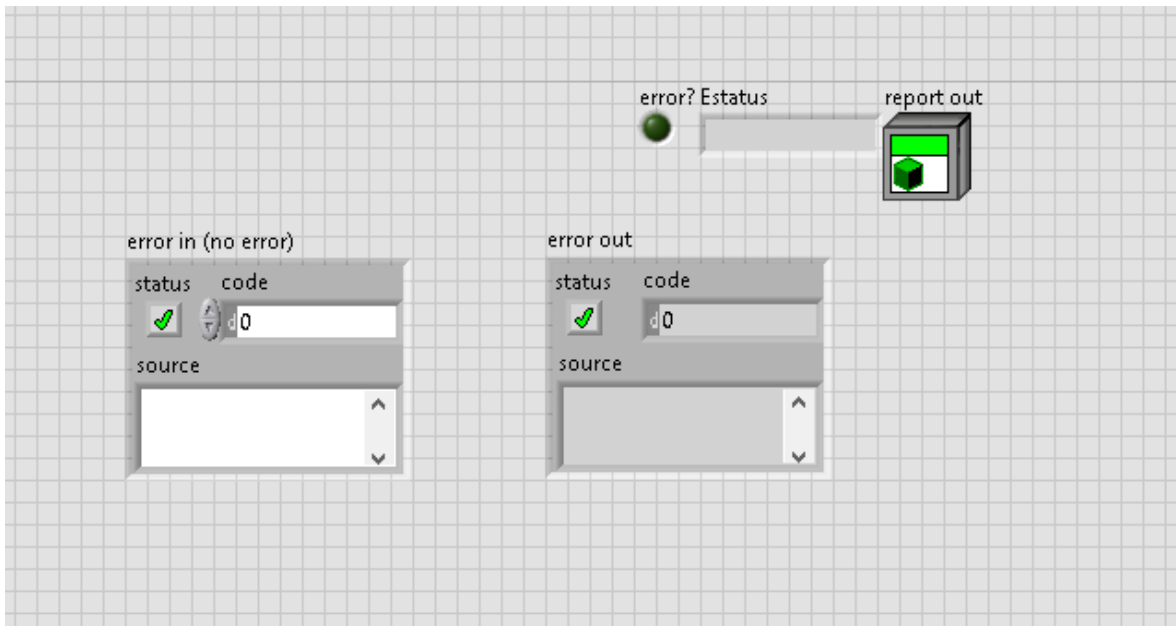 error? Estatus report out
error in (no error)
error out
status code
d 0
source
status code
d 0
source